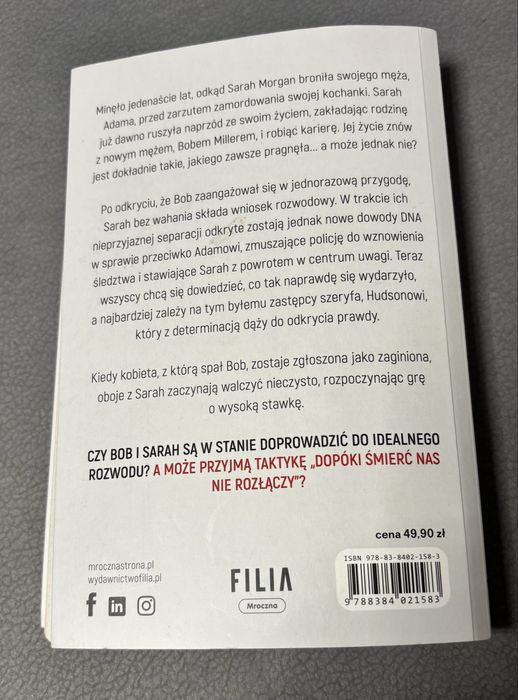 Minęło jedenaście lat, odkąd Sarah Morgan broniła swojego męża,
Adama, przed zarzutem zamordowania swojej kochanki. Sarah
już dawno ruszyła naprzód ze swoim życiem, zakładając rodzinę
z nowym mężem, Bobem Millerem, i robiąc karierę. Jej życie znów
jest dokładnie takie, jakiego zawsze pragnęła... a może jednak nie?
Po odkryciu, że Bob zaangażował się w jednorazową przygodę,
Sarah bez wahania składa wniosek rozwodowy. W trakcie ich
nieprzyjaznej separacji odkryte zostają jednak nowe dowody DNA
w sprawie przeciwko Adamowi, zmuszające policję do wznowienia
śledztwa i stawiające Sarah z powrotem w centrum uwagi. Teraz
wszyscy chcą się dowiedzieć, co tak naprawdę się wydarzyło,
a najbardziej zależy na tym byłemu zastępcy szeryfa, Hudsonowi,
który z determinacją dąży do odkrycia prawdy.
Kiedy kobieta, z którą spał Bob, zostaje zgłoszona jako zaginiona,
oboje z Sarah zaczynają walczyć nieczysto, rozpoczynając grę
o wysoką stawkę.
CZY BOB I SARAH SĄ W STANIE DOPROWADZIĆ DO IDEALNEGO
ROZWODU? A MOŻE PRZYJMĄ TAKTYKĘ „DOPÓKI ŚMIERĆ NAS
NIE ROZŁĄCZY"?
cena 49,90 zł
mrocznastrona.pl
wydawnictwofilia.pl
f in
FILIA
Mroczna
ISBN 978-83-8402-158-3
9 788384 021583